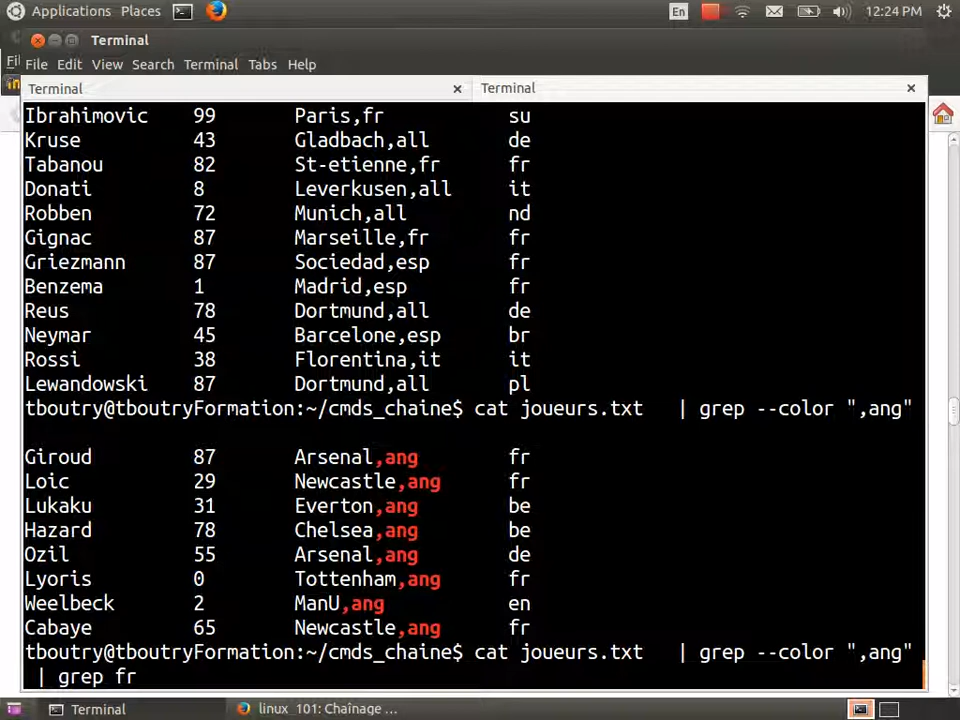 Applications Places En 12:24 PM
Terminal
File Edit View Search Terminal Tabs Help
Terminal × Terminal ×
Ibrahimovic 99 Paris,fr su
Kruse 43 Gladbach,all de
Tabanou 82 St-etienne,fr fr
Donati 8 Leverkusen,all it
Robben 72 Munich,all nd
Gignac 87 Marseille,fr fr
Griezmann 87 Sociedad,esp fr
Benzema 1 Madrid,esp fr
Reus 78 Dortmund,all de
Neymar 45 Barcelone,esp br
Rossi 38 Florentina,it it
Lewandowski 87 Dortmund,all pl
tboutry@tboutryFormation:~/cmds_chaine$ cat joueurs.txt | grep --color ",ang"
Giroud 87 Arsenal,ang fr
Loic 29 Newcastle,ang fr
Lukaku 31 Everton,ang be
Hazard 78 Chelsea,ang be
Ozil 55 Arsenal,ang de
Lyoris 0 Tottenham,ang fr
Weelbeck 2 ManU,ang en
Cabaye 65 Newcastle,ang fr
tboutry@tboutryFormation:~/cmds_chaine$ cat joueurs.txt | grep --color ",ang"
| grep fr
Terminal linux_101: Chaînage ...